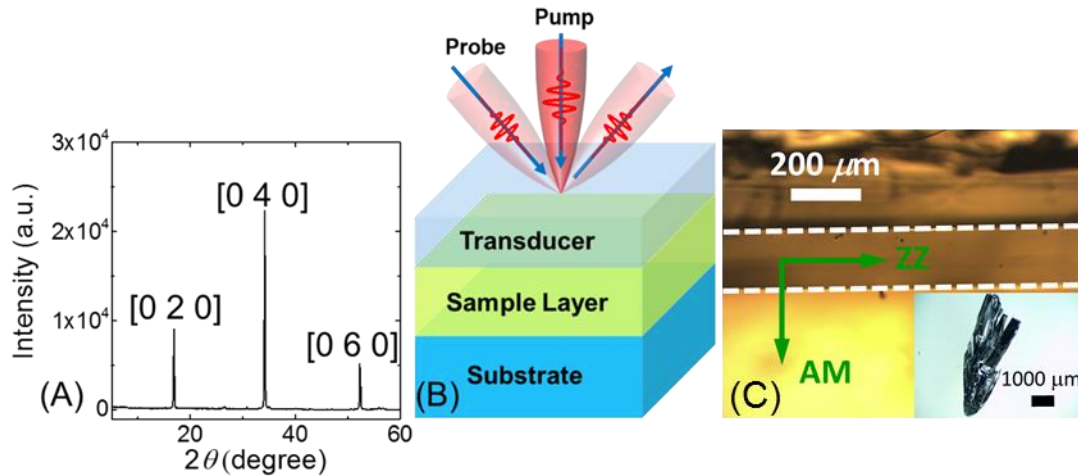 3x10⁴
2x10⁴
1x10⁴
0
Intensity (a.u.)
[0 2 0]
[0 4 0]
[0 6 0]
(A)
20
40
60
2θ (degree)
Pump
Probe
Transducer
Sample Layer
Substrate
(B)
200 μm
ZZ
AM
1000 μm
(C)